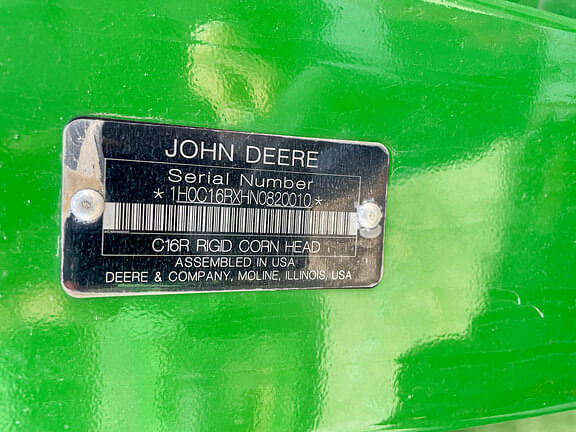 JOHN DEERE
Serial Number
*1H0C16RXHN0820010*
C16R RIGID CORN HEAD
ASSEMBLED IN USA
DEERE & COMPANY, MOLINE, ILLINOIS, USA